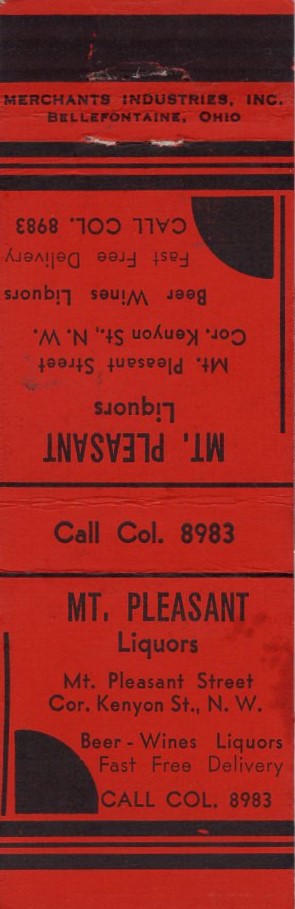 MERCHANTS INDUSTRIES, INC.
BELLEFONTAINE, OHIO
MT. PLEASANT
Liquors
Mt. Pleasant Street
Cor. Kenyon St., N. W.
Beer Wines Liquors
Fast Free Delivery
CALL COL. 8983
Call Col. 8983
MT. PLEASANT
Liquors
Mt. Pleasant Street
Cor. Kenyon St., N. W.
Beer - Wines Liquors
Fast Free Delivery
CALL COL. 8983